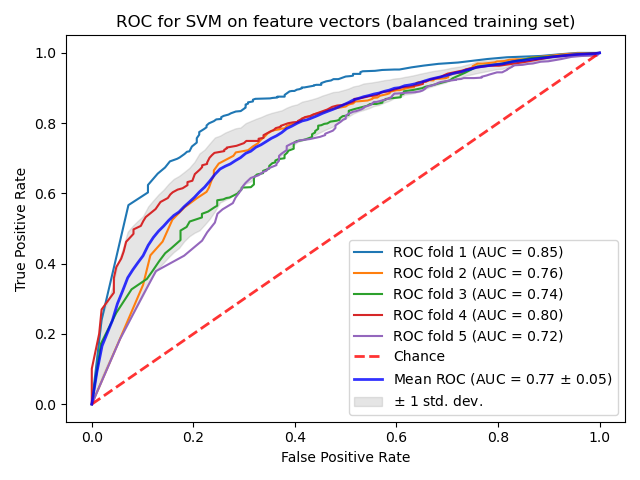 ROC for SVM on feature vectors (balanced training set)
True Positive Rate
1.0
0.8
0.6
0.4
0.2
0.0
ROC fold 1 (AUC = 0.85)
ROC fold 2 (AUC = 0.76)
ROC fold 3 (AUC = 0.74)
ROC fold 4 (AUC = 0.80)
ROC fold 5 (AUC = 0.72)
Chance
Mean ROC (AUC = 0.77 ± 0.05)
± 1 std. dev.
0.0 0.2 0.4 0.6 0.8 1.0
False Positive Rate